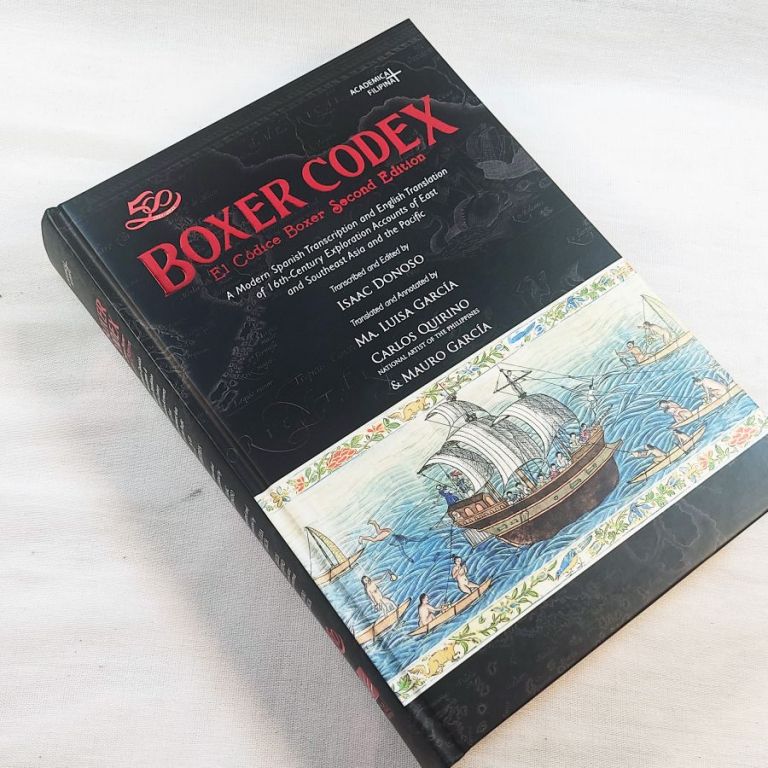 ACADEMICA
FILIPINA+
500
BOXER CODEX
El Códice Boxer Second Edition
A Modern Spanish Transcription and English Translation
of 16th-Century Exploration Accounts of East
and Southeast Asia and the Pacific
Transcribed and Edited by
ISAAC DONOSO
Translated and Annotated by
MA. LUISA GARCÍA
CARLOS QUIRINO
NATIONAL ARTIST OF THE PHILIPPINES
& MAURO GARCÍA